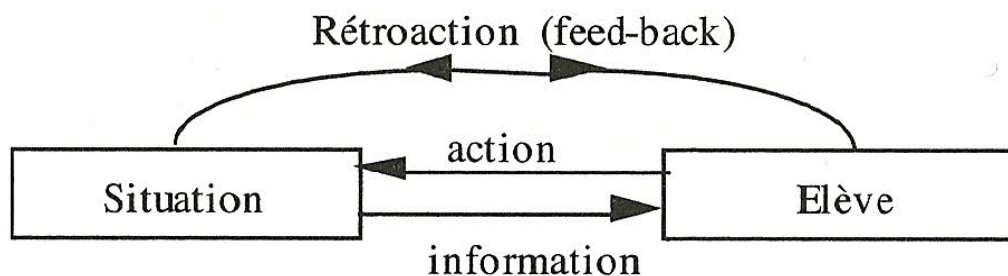 Rétroaction (feed-back)
action
Situation
Elève
information